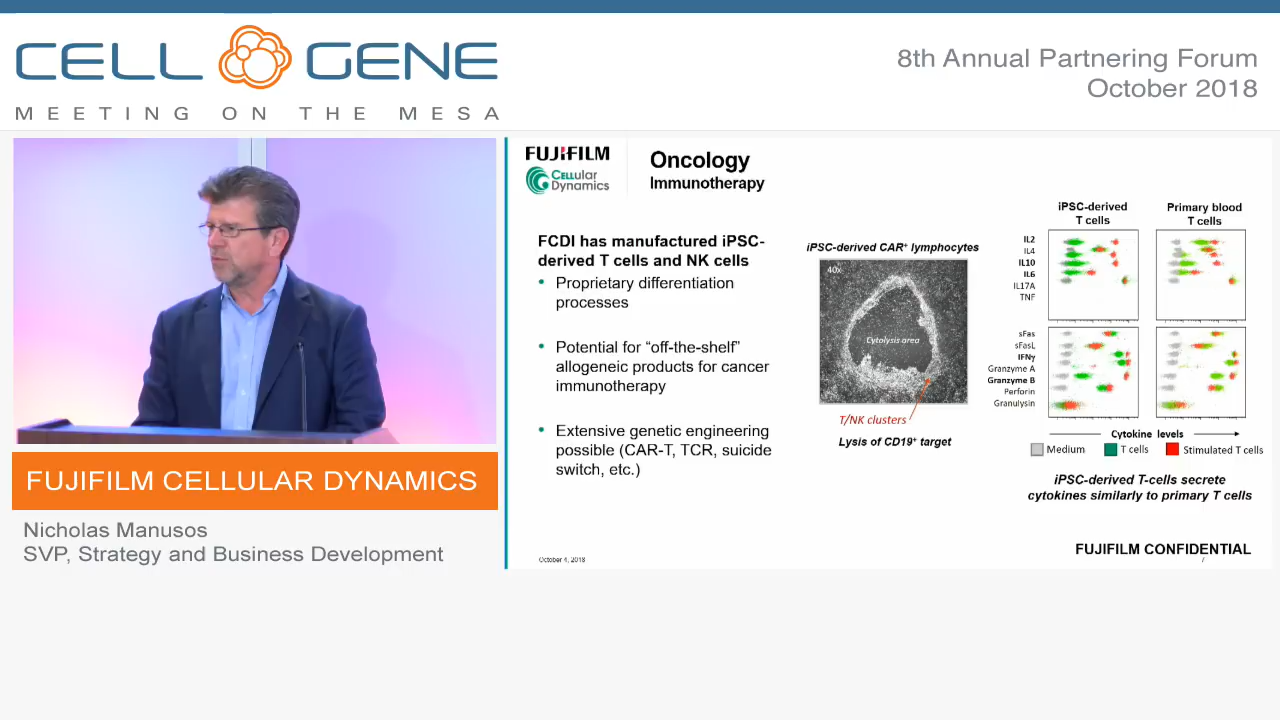 CELL GENE
MEETING ON THE MESA
8th Annual Partnering Forum
October 2018
FUJIFILM CELLULAR DYNAMICS
Nicholas Manusos
SVP, Strategy and Business Development
FUJIFILM
CELLular
Dynamics
Oncology
Immunotherapy
FCDI has manufactured iPSC-
derived T cells and NK cells
• Proprietary differentiation
processes
• Potential for “off-the-shelf”
allogeneic products for cancer
immunotherapy
• Extensive genetic engineering
possible (CAR-T, TCR, suicide
switch, etc.)
October 4, 2018
iPSC-derived CAR⁺ lymphocytes
40x
Cytolysis area
T/NK clusters
Lysis of CD19⁺ target
iPSC-derived
T cells
Primary blood
T cells
IL2
IL4
IL10
IL6
IL17A
TNF
sFas
sFasL
IFNγ
Granzyme A
Granzyme B
Perforin
Granulysin
Cytokine levels
Medium
T cells
Stimulated T cells
iPSC-derived T-cells secrete
cytokines similarly to primary T cells
FUJIFILM CONFIDENTIAL
7